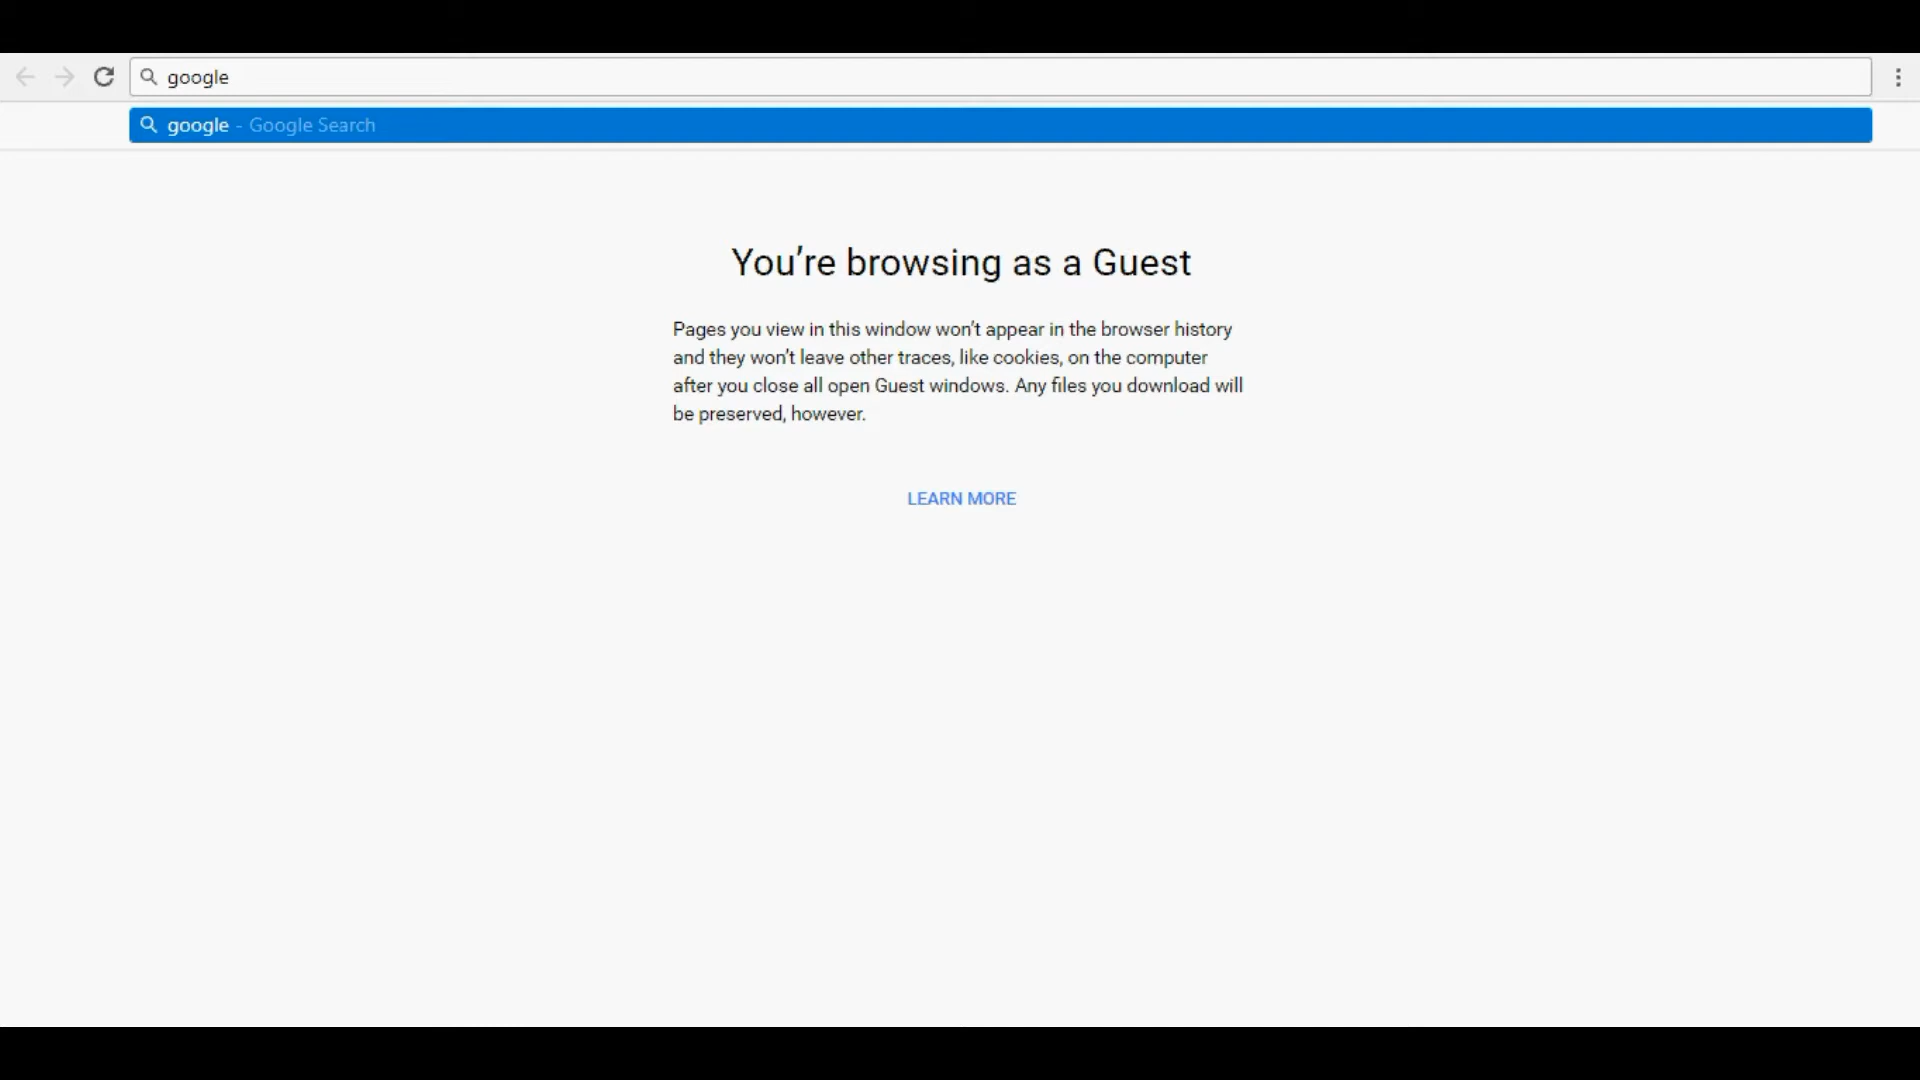 google
google - Google Search
You're browsing as a Guest
Pages you view in this window won't appear in the browser history
and they won't leave other traces, like cookies, on the computer
after you close all open Guest windows. Any files you download will
be preserved, however.
LEARN MORE